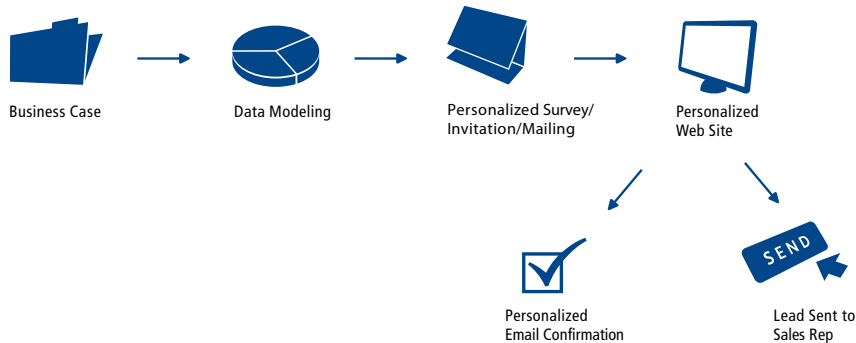 Business Case
Data Modeling
Personalized Survey/
Invitation/Mailing
Personalized
Web Site
SEND
Personalized
Email Confirmation
Lead Sent to
Sales Rep